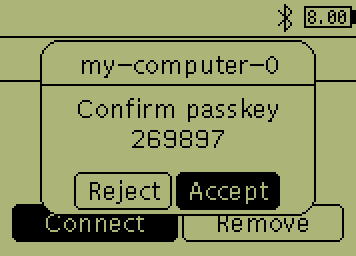 8.00
my-computer-0
Confirm passkey
269897
Reject Accept
Connect Remove